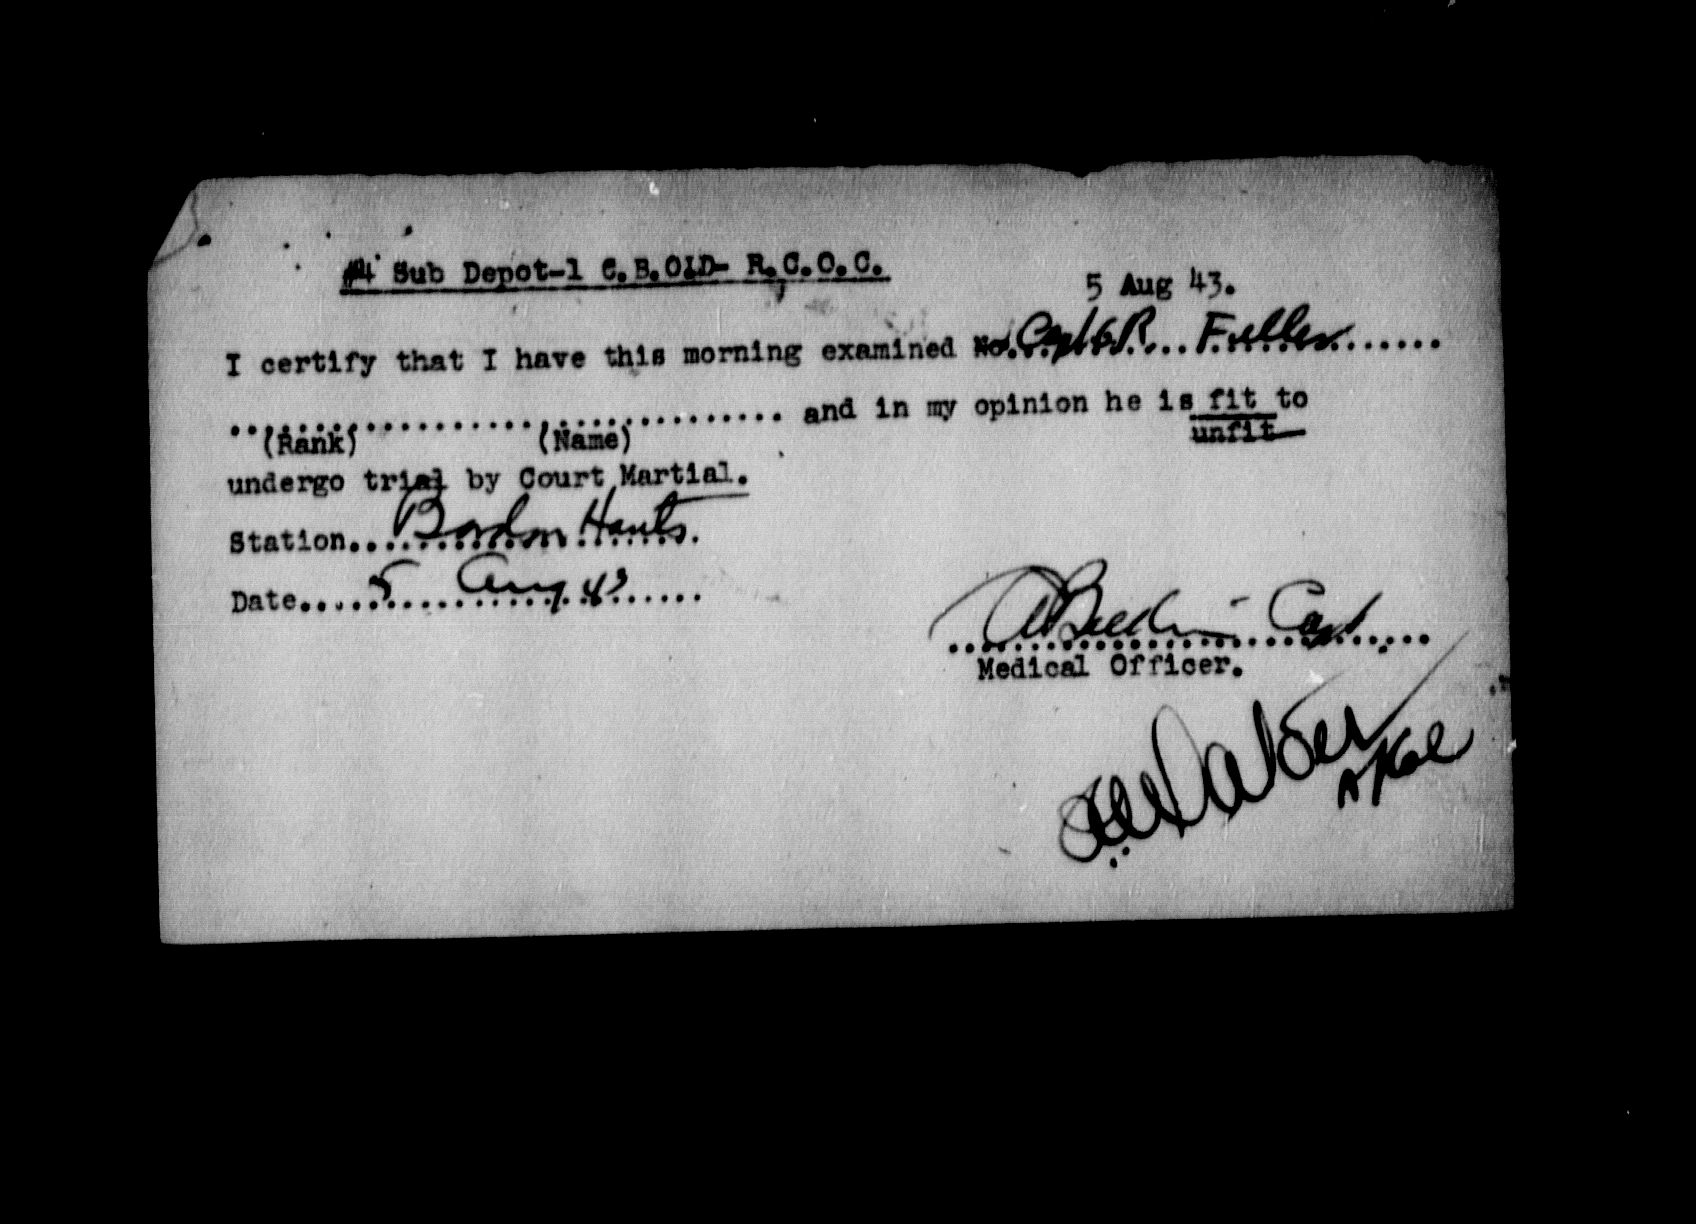 #4 Sub Depot-1 C.B.OID- R.C.O.C.
5 Aug 43.
I certify that I have this morning examined No. Capt G R Fuller
and in my opinion he is fit to
(Rank) (Name) unfit
undergo trial by Court Martial.
Station Bordon Hants.
Date 5 Aug 43
Capt
Medical Officer.